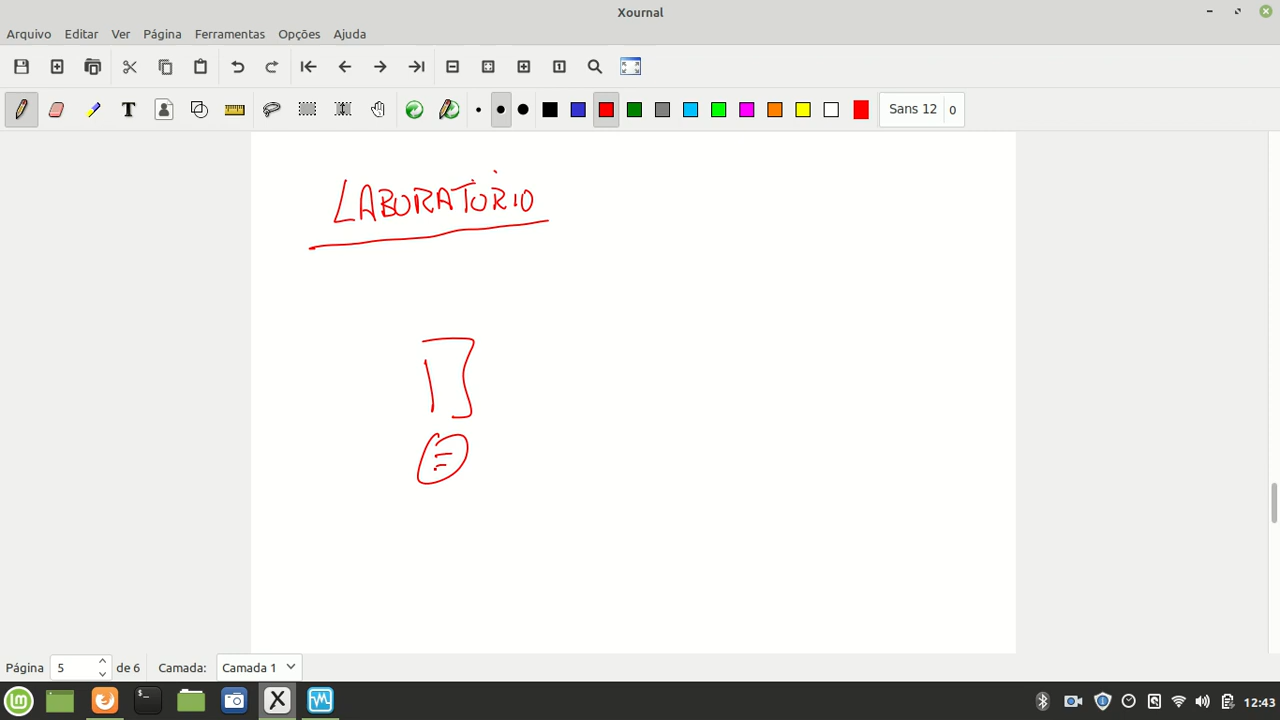 Xournal
Arquivo Editar Ver Página Ferramentas Opções Ajuda
Sans 12 0
LABORATÓRIO
E
Página 5 de 6 Camada: Camada 1
12:43